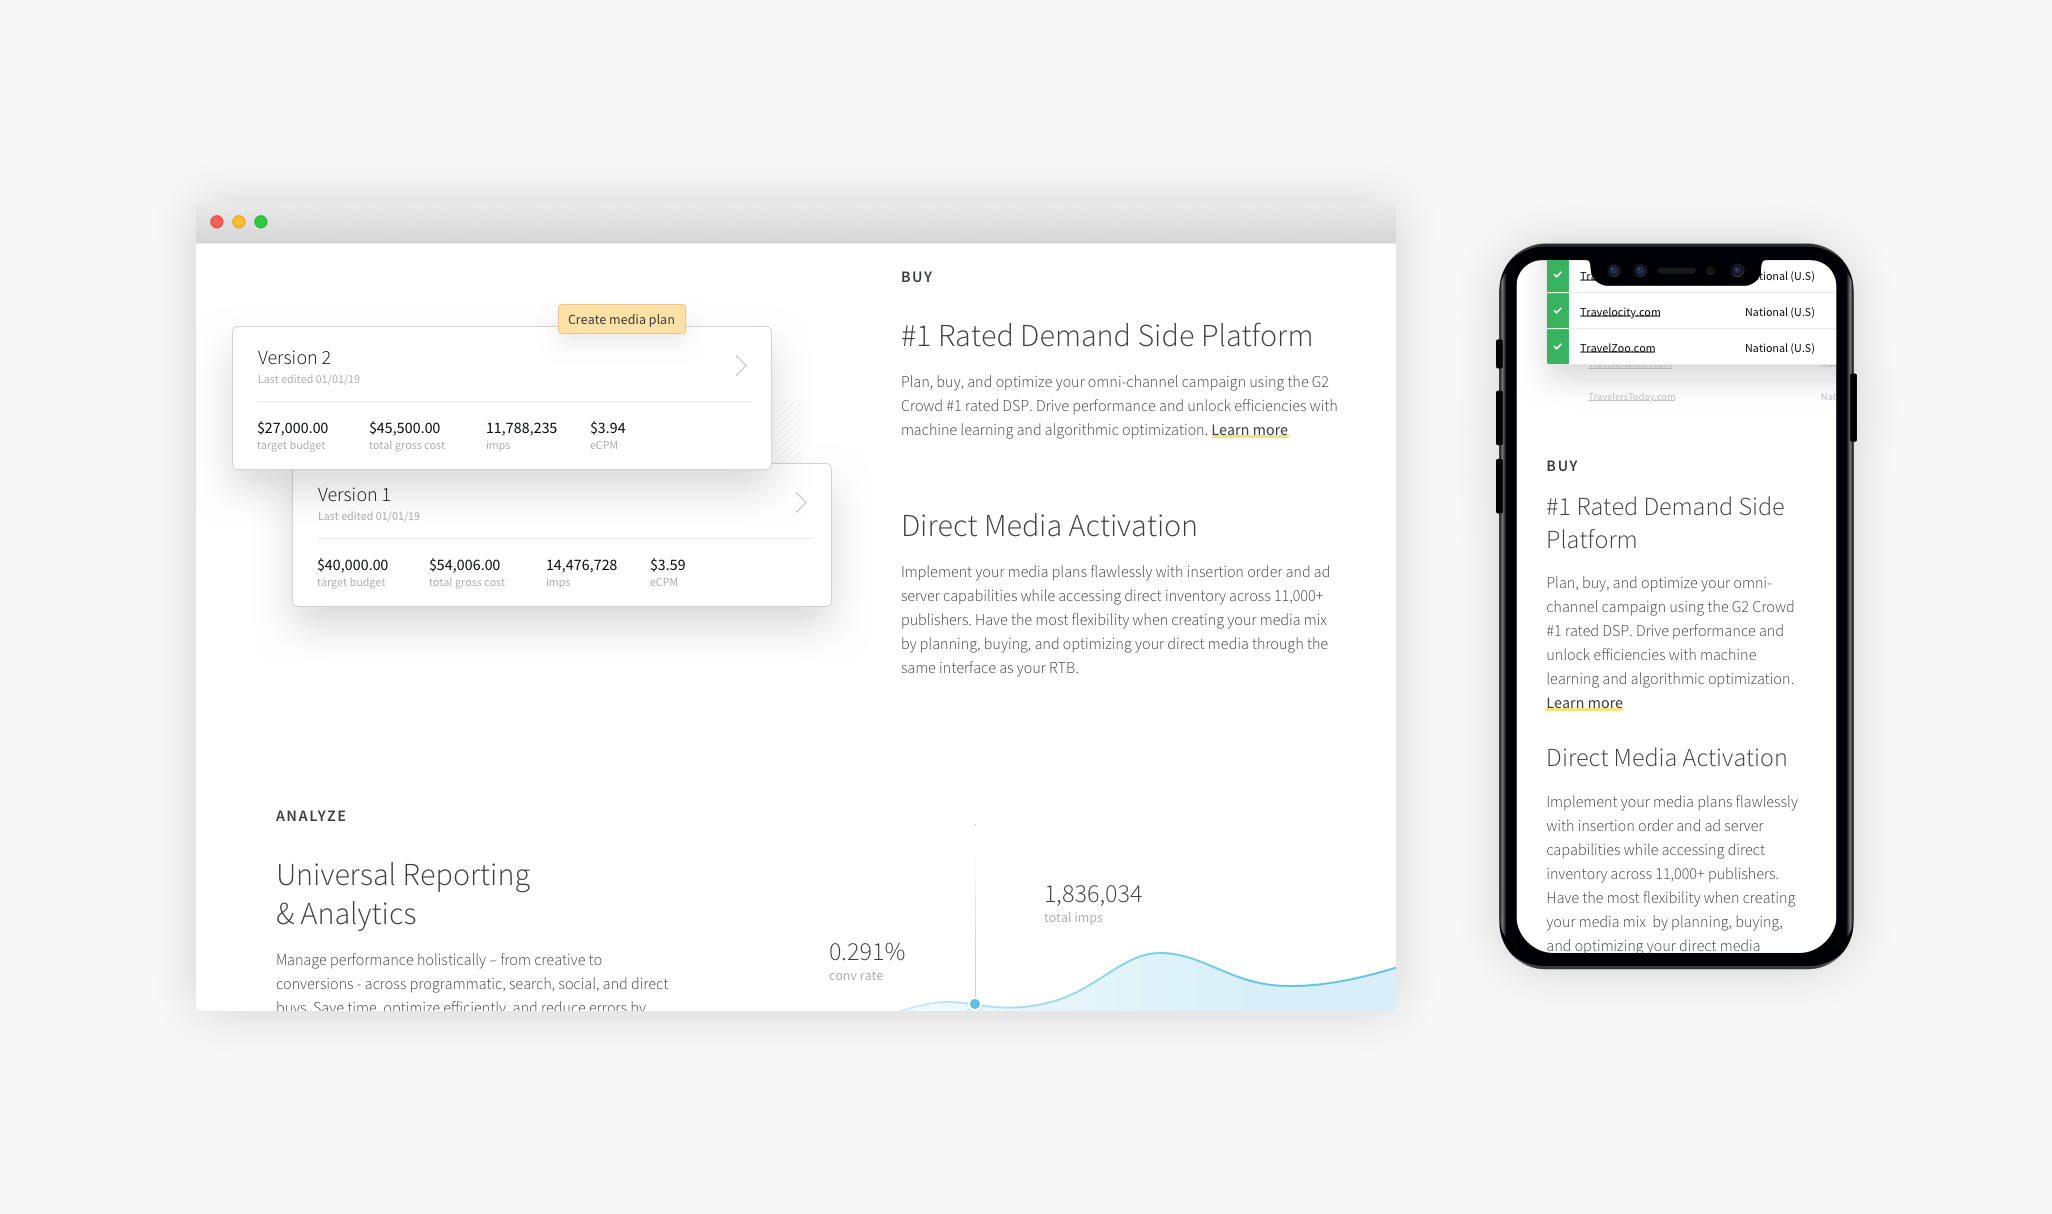 Create media plan
Version 2
Last edited 01/01/19
$27,000.00 $45,500.00 11,788,235 $3.94
target budget total gross cost imps eCPM
Version 1
Last edited 01/01/19
$40,000.00 $54,006.00 14,476,728 $3.59
target budget total gross cost imps eCPM
BUY
#1 Rated Demand Side Platform
Plan, buy, and optimize your omni-channel campaign using the G2
Crowd #1 rated DSP. Drive performance and unlock efficiencies with
machine learning and algorithmic optimization. Learn more
Direct Media Activation
Implement your media plans flawlessly with insertion order and ad
server capabilities while accessing direct inventory across 11,000+
publishers. Have the most flexibility when creating your media mix
by planning, buying, and optimizing your direct media through the
same interface as your RTB.
ANALYZE
Universal Reporting
& Analytics
Manage performance holistically – from creative to
conversions - across programmatic, search, social, and direct
buys. Save time, optimize efficiently, and reduce errors by
0.291%
conv rate
1,836,034
total imps
(U.S)
Travelocity.com National (U.S)
TravelZoo.com National (U.S)
TravelersToday.com
BUY
#1 Rated Demand Side
Platform
Plan, buy, and optimize your omni-
channel campaign using the G2 Crowd
#1 rated DSP. Drive performance and
unlock efficiencies with machine
learning and algorithmic optimization.
Learn more
Direct Media Activation
Implement your media plans flawlessly
with insertion order and ad server
capabilities while accessing direct
inventory across 11,000+ publishers.
Have the most flexibility when creating
your media mix by planning, buying,
and optimizing your direct media